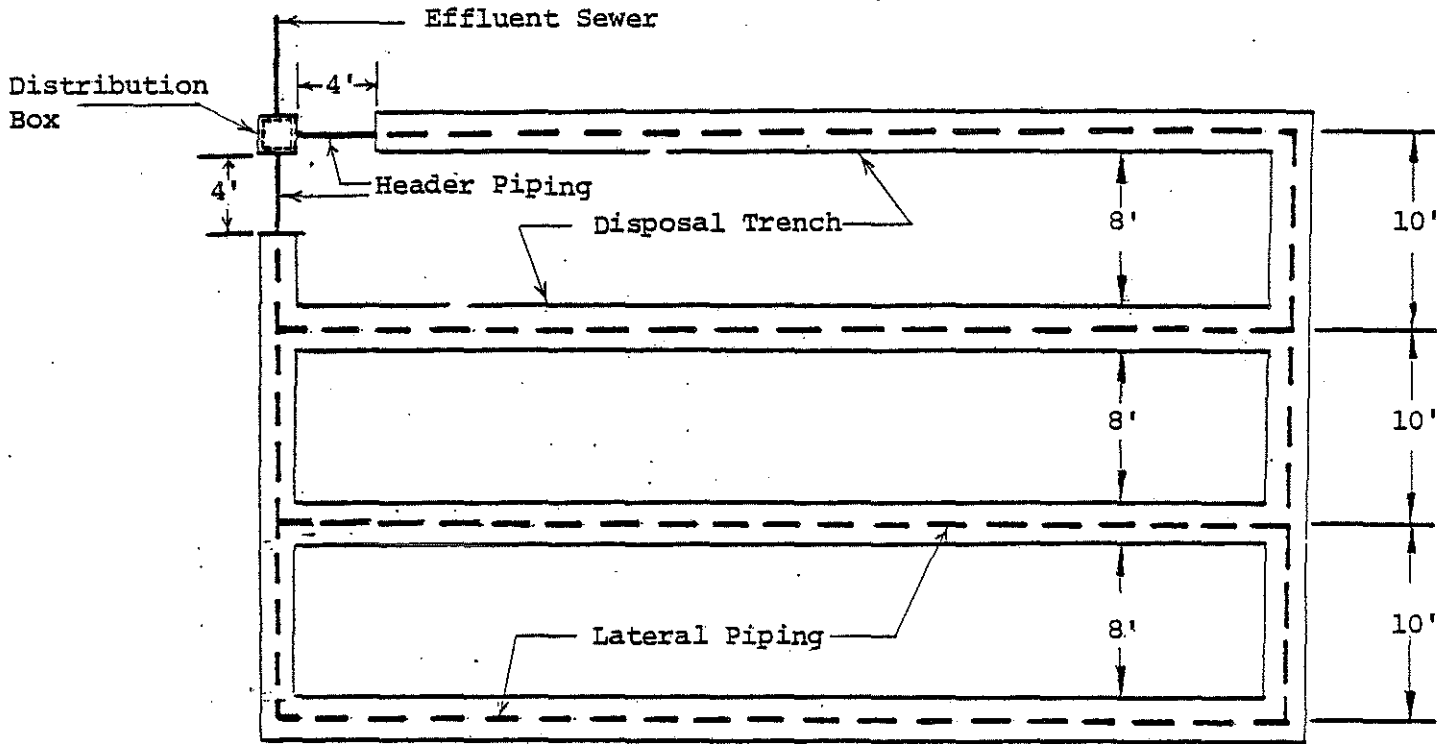 Effluent Sewer
Distribution
Box
4'
4'
Header Piping
Disposal Trench
8'
10'
8'
10'
Lateral Piping
8'
10'